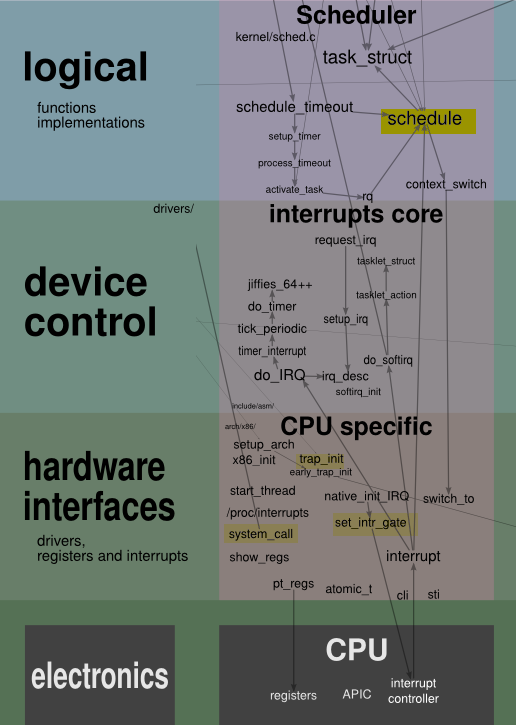 Scheduler
kernel/sched.c
task_struct
logical
functions
implementations
schedule_timeout
schedule
setup_timer
process_timeout
activate_task
rq
context_switch
drivers/
interrupts core
request_irq
tasklet_struct
device
control
jiffies_64++
tasklet_action
do_timer
setup_irq
tick_periodic
timer_interrupt
do_softirq
do_IRQ
irq_desc
softirq_init
include/asm/
arch/x86/
CPU specific
setup_arch
hardware
interfaces
x86_init
trap_init
early_trap_init
start_thread
native_init_IRQ
switch_to
/proc/interrupts
set_intr_gate
system_call
drivers,
registers and interrupts
show_regs
interrupt
pt_regs
atomic_t
cli
sti
electronics
CPU
registers
APIC
interrupt
controller